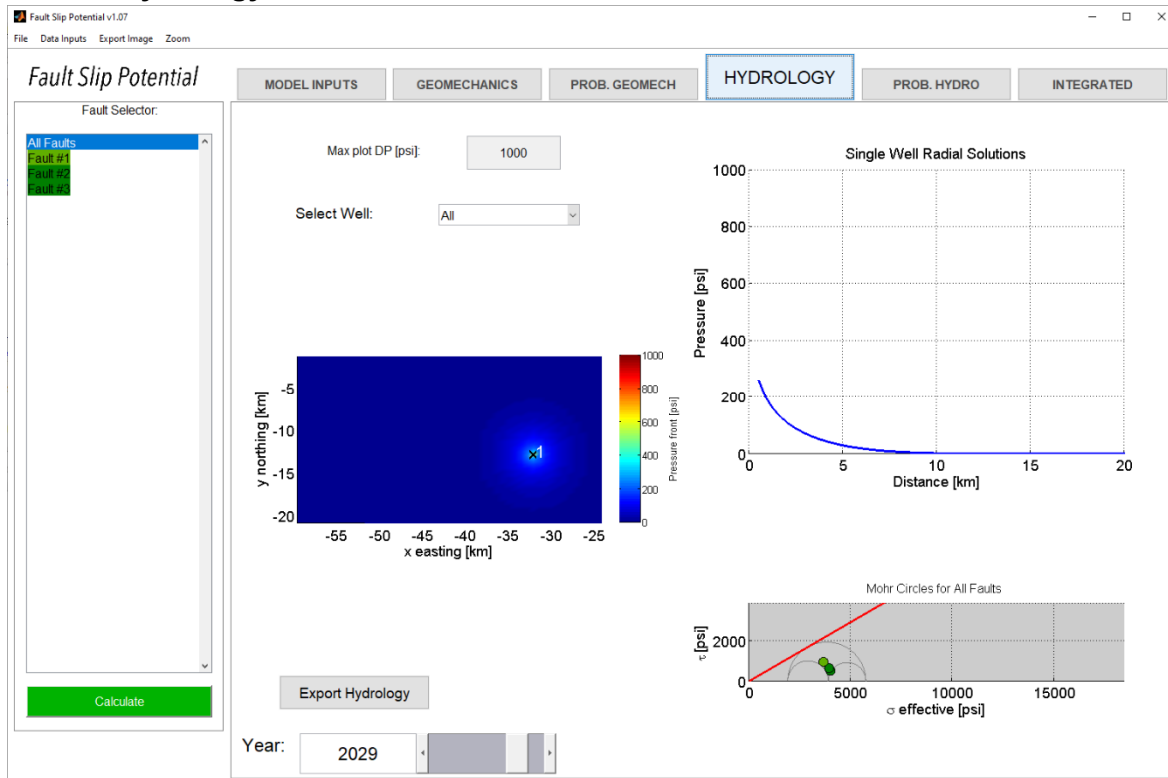 Fault Slip Potential v1.07
File Data Inputs Export Image Zoom
Fault Slip Potential
MODEL INPUTS GEOMECHANICS PROB. GEOMECH HYDROLOGY PROB. HYDRO INTEGRATED
Fault Selector:
All Faults
Fault #1
Fault #2
Fault #3
Calculate
Max plot DP [psi]: 1000
Select Well: All
y northing [km]
-5
-10
-15
-20
1
-55 -50 -45 -40 -35 -30 -25
x easting [km]
1000
800
600
400
200
0
Pressure front [psi]
Export Hydrology
Year: 2029
Single Well Radial Solutions
Pressure [psi]
1000
800
600
400
200
0
0 5 10 15 20
Distance [km]
Mohr Circles for All Faults
τ [psi]
2000
0
0 5000 10000 15000
σ effective [psi]